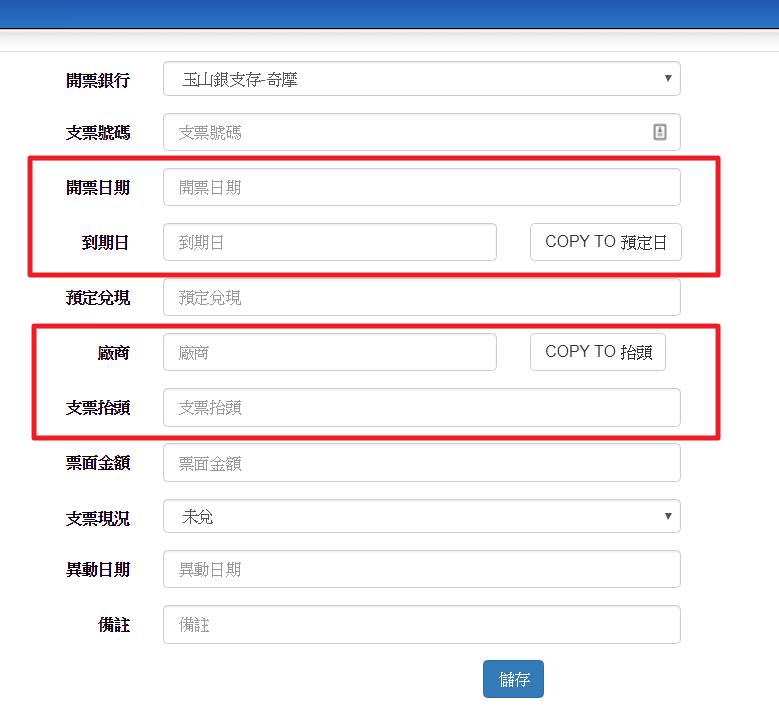 開票銀行 玉山銀支存-奇摩
支票號碼 支票號碼
開票日期 開票日期
到期日 到期日 COPY TO 預定日
預定兌現 預定兌現
廠商 廠商 COPY TO 抬頭
支票抬頭 支票抬頭
票面金額 票面金額
支票現況 未兌
異動日期 異動日期
備註 備註
儲存